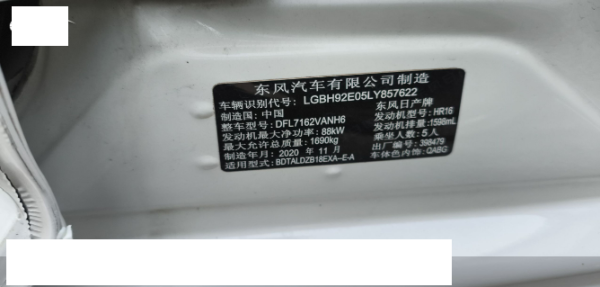 东风汽车有限公司制造
车辆识别代号: LGBH92E05LY857622
制造国: 中国 东风日产牌
整车型号: DFL7162VANH6 发动机型号: HR16
发动机最大净功率: 88kW 发动机排量: 1598mL
最大允许总质量: 1690kg 乘坐人数: 5人
制造年月: 2020 年 11 月 出厂编号: 398479
适用型式: BDTALDZB18EXA-E-A 车体色内饰: QABG